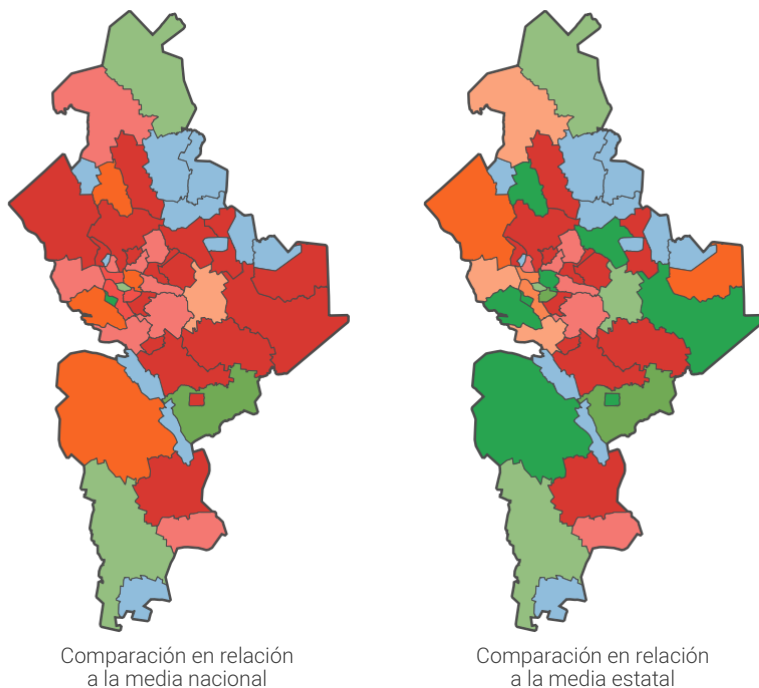 Comparación en relación
a la media nacional
Comparación en relación
a la media estatal